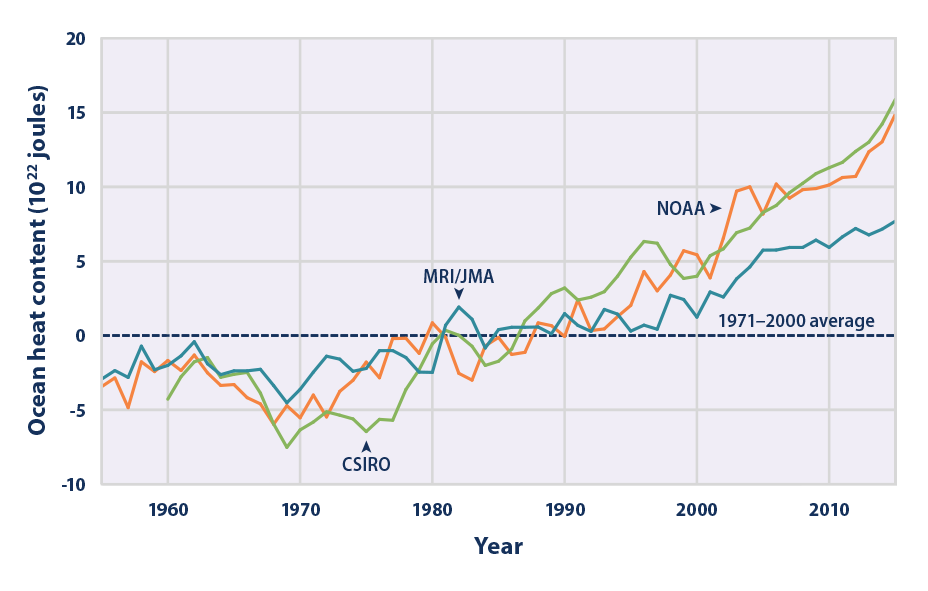 20
15
10
5
0
-5
-10
Ocean heat content (10²² joules)
NOAA
MRI/JMA
1971–2000 average
CSIRO
1960 1970 1980 1990 2000 2010
Year